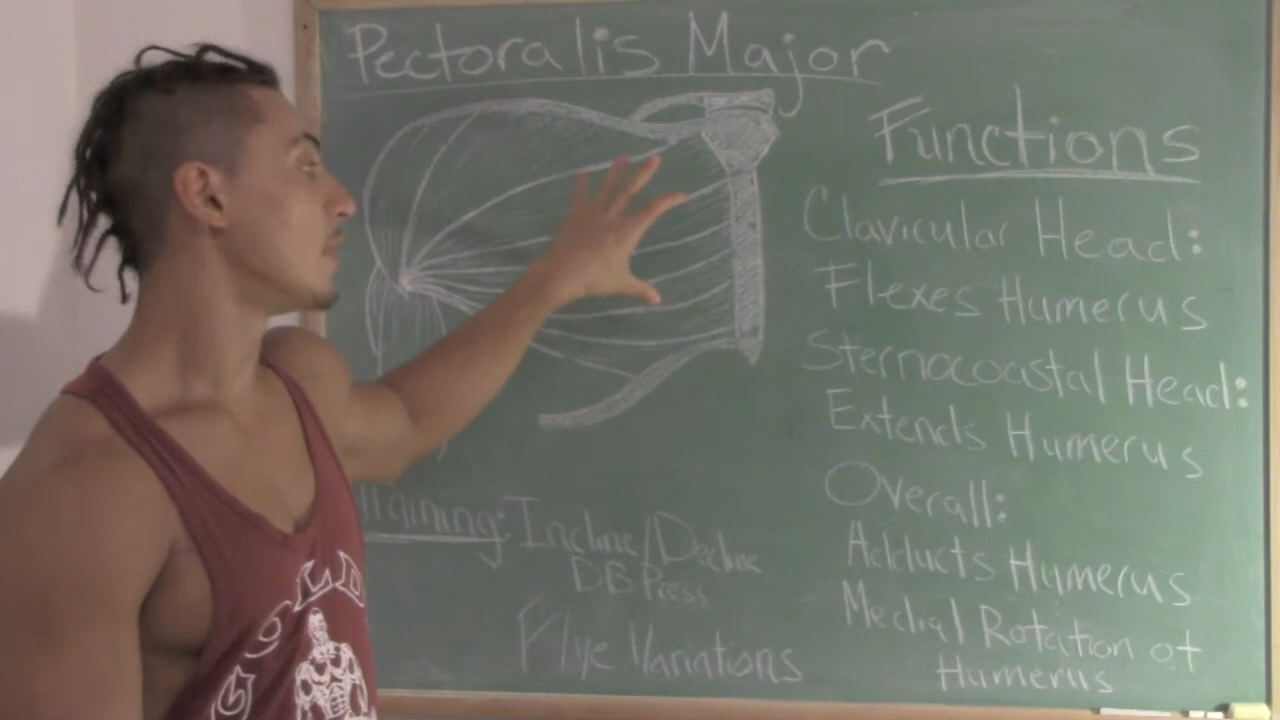 Pectoralis Major
Functions
Clavicular Head:
Flexes Humerus
Sternocoastal Head:
Extends Humerus
Overall:
Adducts Humerus
Medial Rotation of
Humerus
Training: Incline/Decline
DB Press
Flye Variations
GOLD